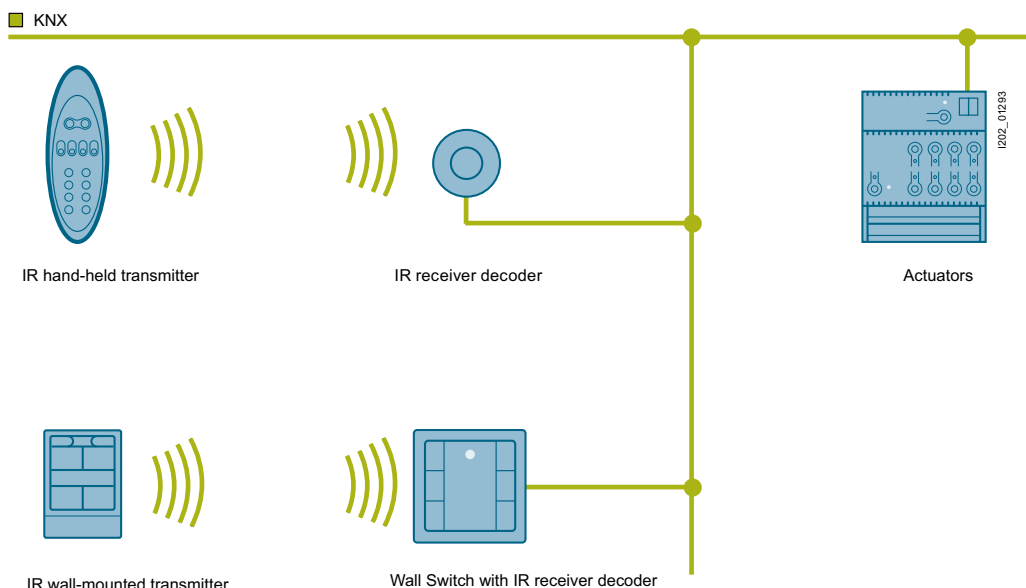 KNX
I202_01293
IR hand-held transmitter
IR receiver decoder
Actuators
IR wall-mounted transmitter
Wall Switch with IR receiver decoder